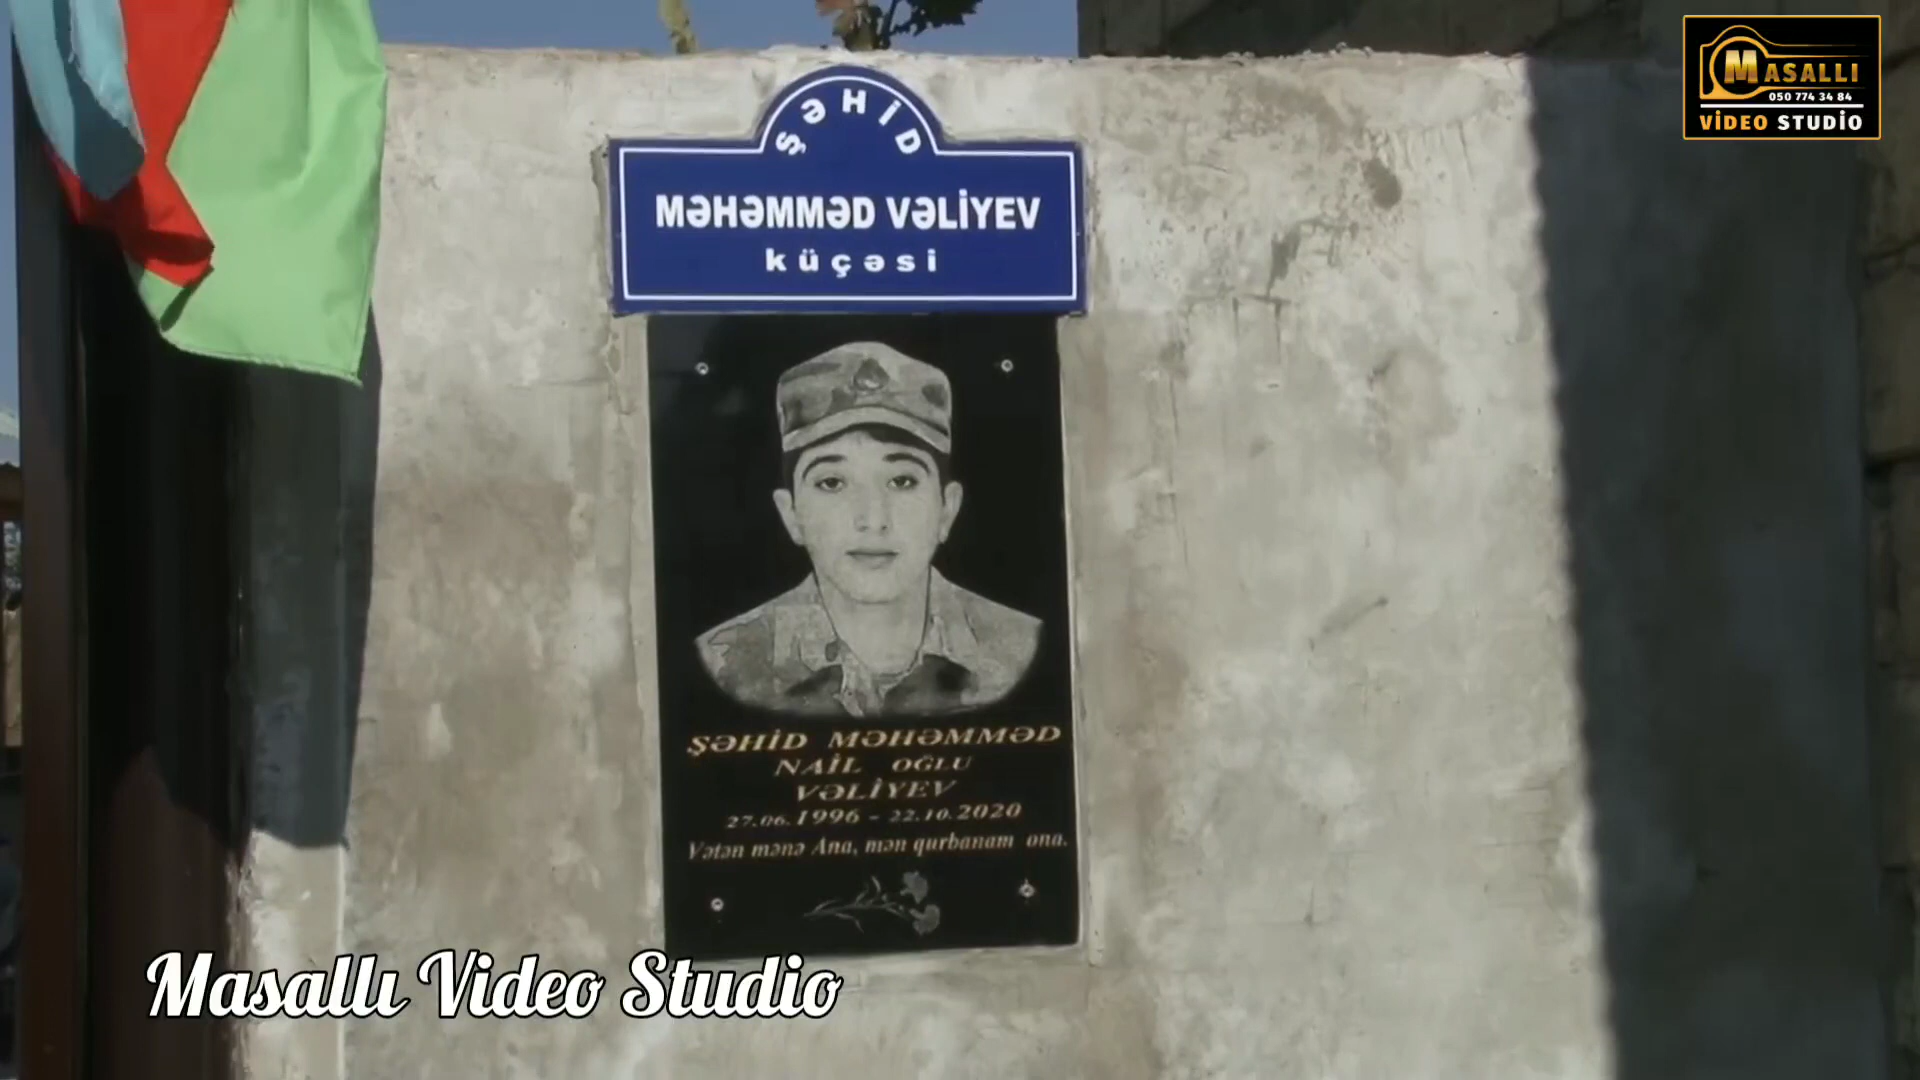 MASALLI
050 774 34 84
VİDEO STUDİO
ŞƏHİD
MƏHƏMMƏD VƏLİYEV
küçəsi
ŞƏHİD MƏHƏMMƏD
NAİL OĞLU
VƏLİYEV
27.06.1996 - 22.10.2020
Vətən mənə Ana, mən qurbanam ona.
Masallı Video Studio